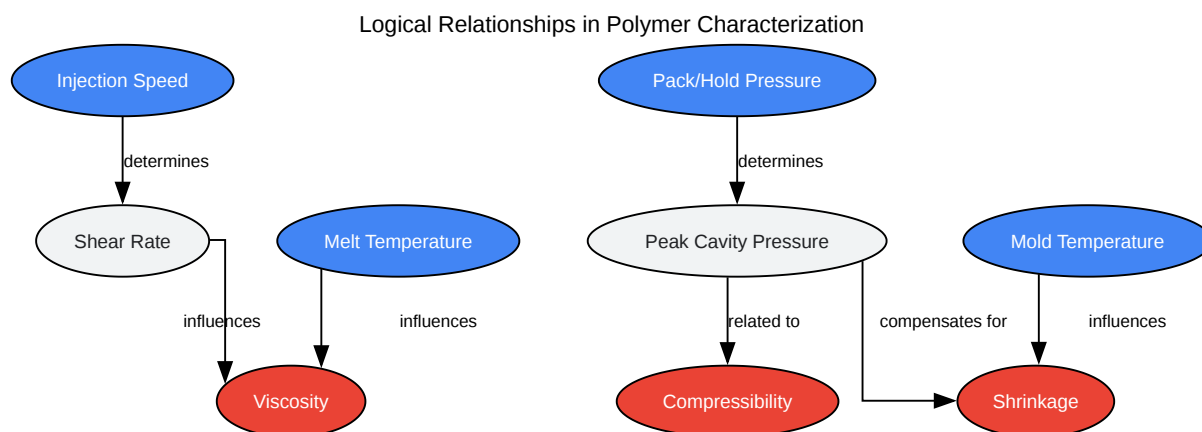 Logical Relationships in Polymer Characterization
Injection Speed
Pack/Hold Pressure
determines
determines
Shear Rate
Melt Temperature
Peak Cavity Pressure
Mold Temperature
influences
influences
related to
compensates for
influences
Viscosity
Compressibility
Shrinkage